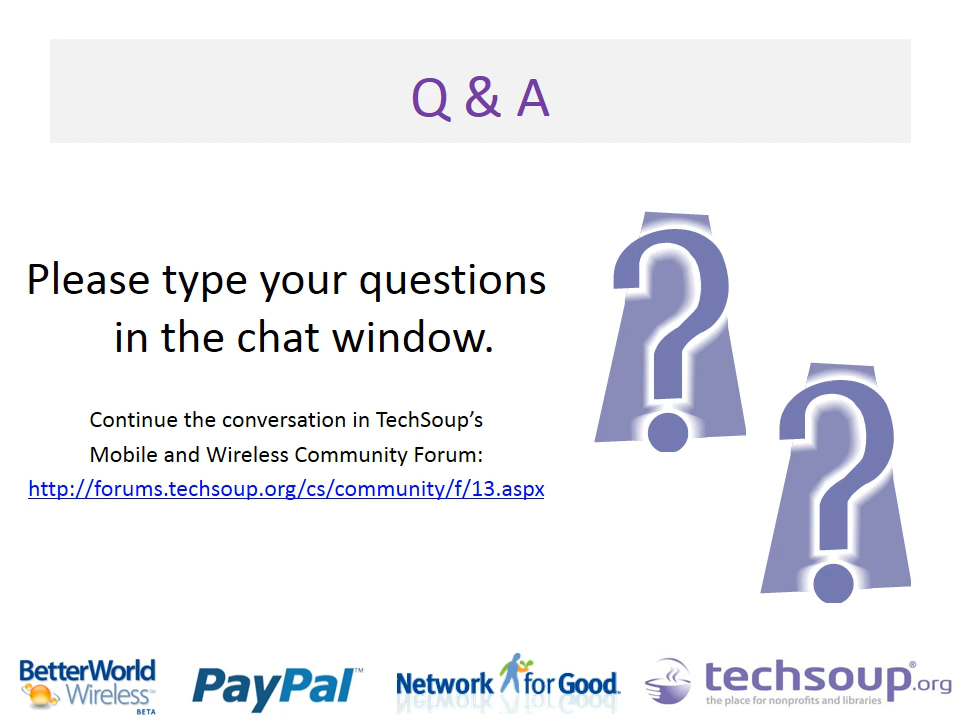 Q & A
Please type your questions
in the chat window.
Continue the conversation in TechSoup’s
Mobile and Wireless Community Forum:
http://forums.techsoup.org/cs/community/f/13.aspx
BetterWorld
Wireless™
BETA
PayPal™
Network for Good.
techsoup®.org
the place for nonprofits and libraries